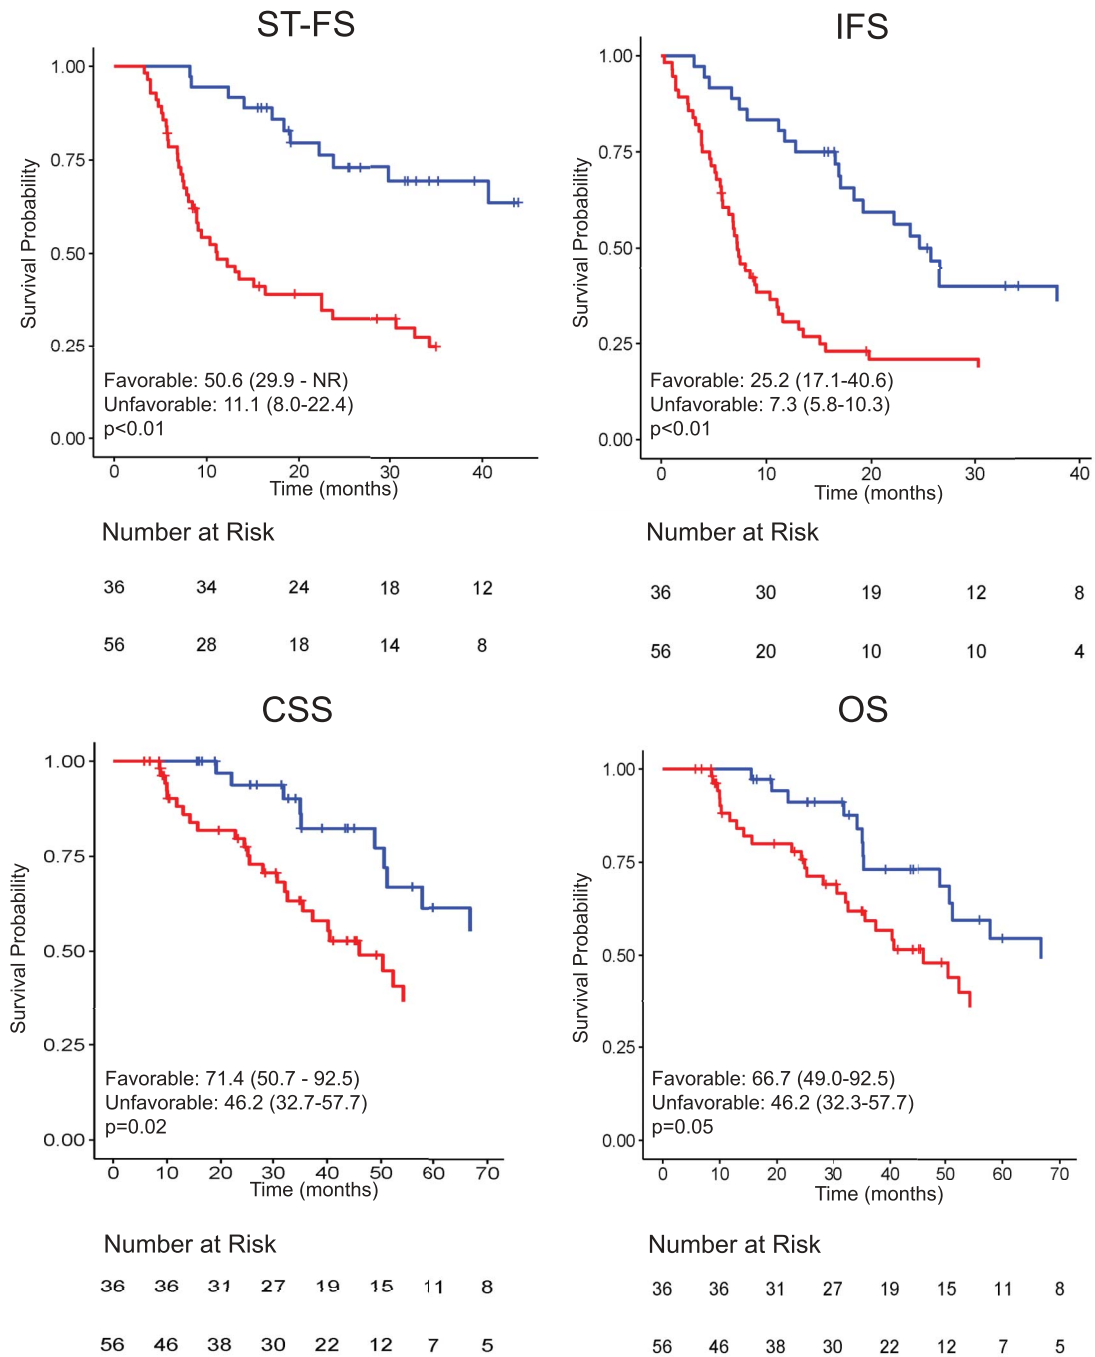 ST-FS
1.00
0.75
0.50
0.25
0.00
Survival Probability
Favorable: 50.6 (29.9 - NR)
Unfavorable: 11.1 (8.0-22.4)
p<0.01
0 10 20 30 40
Time (months)
Number at Risk
36 34 24 18 12
56 28 18 14 8
IFS
1.00
0.75
0.50
0.25
0.00
Survival Probability
Favorable: 25.2 (17.1-40.6)
Unfavorable: 7.3 (5.8-10.3)
p<0.01
0 10 20 30 40
Time (months)
Number at Risk
36 30 19 12 8
56 20 10 10 4
CSS
1.00
0.75
0.50
0.25
0.00
Survival Probability
Favorable: 71.4 (50.7 - 92.5)
Unfavorable: 46.2 (32.7-57.7)
p=0.02
0 10 20 30 40 50 60 70
Time (months)
Number at Risk
36 36 31 27 19 15 11 8
56 46 38 30 22 12 7 5
OS
1.00
0.75
0.50
0.25
0.00
Survival Probability
Favorable: 66.7 (49.0-92.5)
Unfavorable: 46.2 (32.3-57.7)
p=0.05
0 10 20 30 40 50 60 70
Time (months)
Number at Risk
36 36 31 27 19 15 11 8
56 46 38 30 22 12 7 5